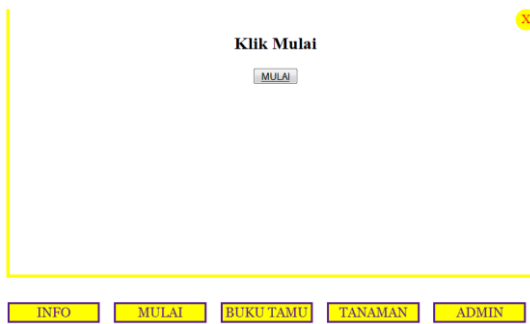 X
Klik Mulai
MULAI
INFO MULAI BUKU TAMU TANAMAN ADMIN